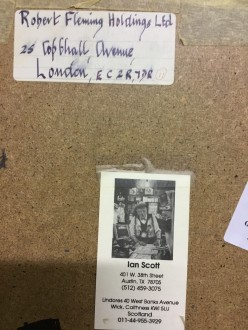 Robert Fleming Holdings Ltd
25 Copthall Avenue,
London, EC2R, 7DR
Ian Scott
401 W. 38th Street
Austin, TX 78705
(512) 459-3075
Lindores 40 West Banks Avenue
Wick, Caithness KWI 5LU
Scotland
011-44-955-3929